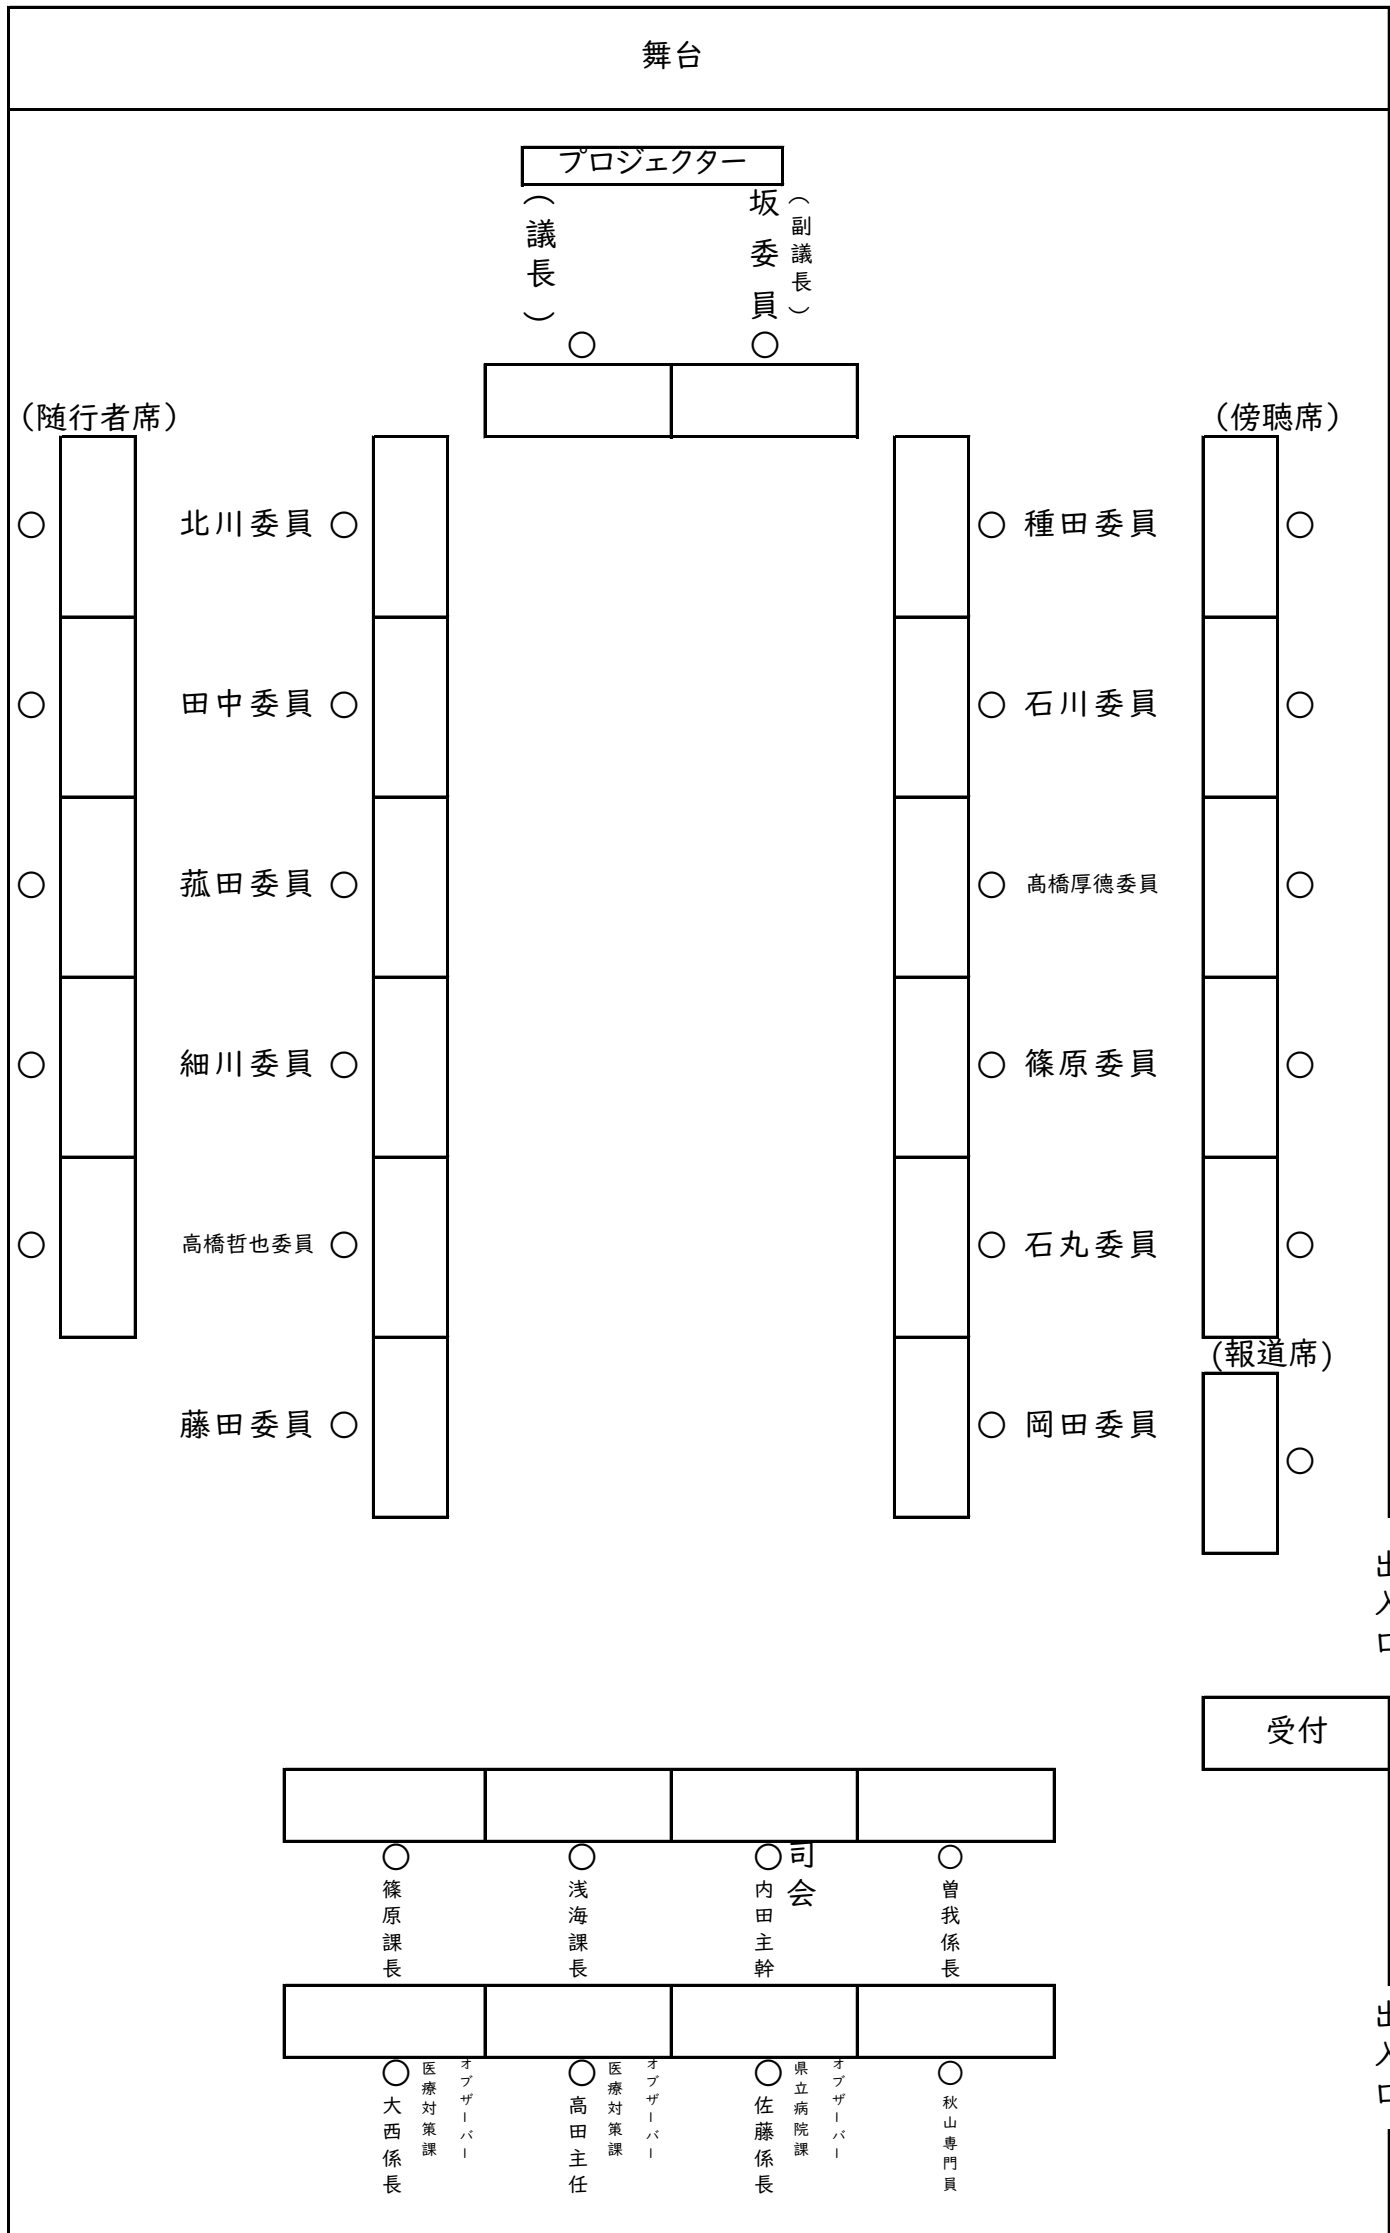 舞台
プロジェクター
（議長）
坂委員
（副議長）
（随行者席）
（傍聴席）
北川委員
種田委員
田中委員
石川委員
菰田委員
髙橋厚德委員
細川委員
篠原委員
高橋哲也委員
石丸委員
（報道席）
藤田委員
岡田委員
出入口
受付
篠原課長
浅海課長
内田主幹
司会
曽我係長
出入口
大西係長
医療対策課
オブザーバー
高田主任
医療対策課
オブザーバー
佐藤係長
県立病院課
オブザーバー
秋山専門員